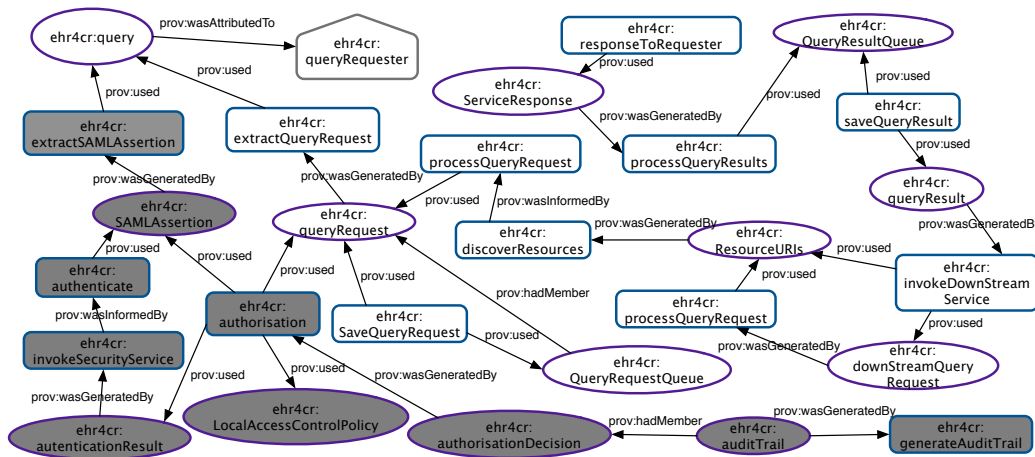 prov:wasAttributedTo
ehr4cr:query
ehr4cr:
queryRequester
ehr4cr:
responseToRequester
ehr4cr:
QueryResultQueue
prov:used
prov:used
prov:used
prov:used
prov:used
ehr4cr:
ServiceResponse
ehr4cr:
saveQueryResult
ehr4cr:
extractSAMLAssertion
ehr4cr:
extractQueryRequest
prov:wasGeneratedBy
ehr4cr:
processQueryRequest
ehr4cr:
processQueryResults
prov:used
prov:wasGeneratedBy
prov:wasGeneratedBy
prov:used
ehr4cr:
queryResult
ehr4cr:
SAMLAssertion
ehr4cr:
queryRequest
prov:wasInformedBy
prov:wasGeneratedBy
prov:wasGeneratedB
ehr4cr:
discoverResources
ehr4cr:
ResourceURIs
prov:used
prov:used
prov:used
prov:used
ehr4cr:
authenticate
ehr4cr:
invokeDownStream
Service
prov:used
prov:hadMember
ehr4cr:
authorisation
ehr4cr:
SaveQueryRequest
ehr4cr:
processQueryRequest
prov:wasInformedBy
prov:used
ehr4cr:
invokeSecurityService
prov:used
prov:wasGeneratedBy
ehr4cr:
downStreamQuery
Request
prov:used
prov:used
prov:wasGeneratedBy
ehr4cr:
QueryRequestQueue
prov:wasGeneratedBy
ehr4cr:
LocalAccessControlPolicy
prov:hadMember
prov:wasGeneratedBy
ehr4cr:
autenticationResult
ehr4cr:
authorisationDecision
ehr4cr:
auditTrail
ehr4cr:
generateAuditTrail